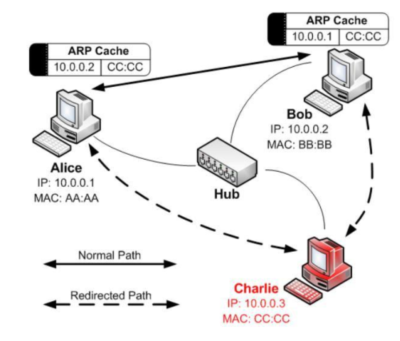 ARP Cache
10.0.0.1 CC:CC
ARP Cache
10.0.0.2 CC:CC
Bob
IP: 10.0.0.2
MAC: BB:BB
Alice
IP: 10.0.0.1
MAC: AA:AA
Hub
Normal Path
Redirected Path
Charlie
IP: 10.0.0.3
MAC: CC:CC